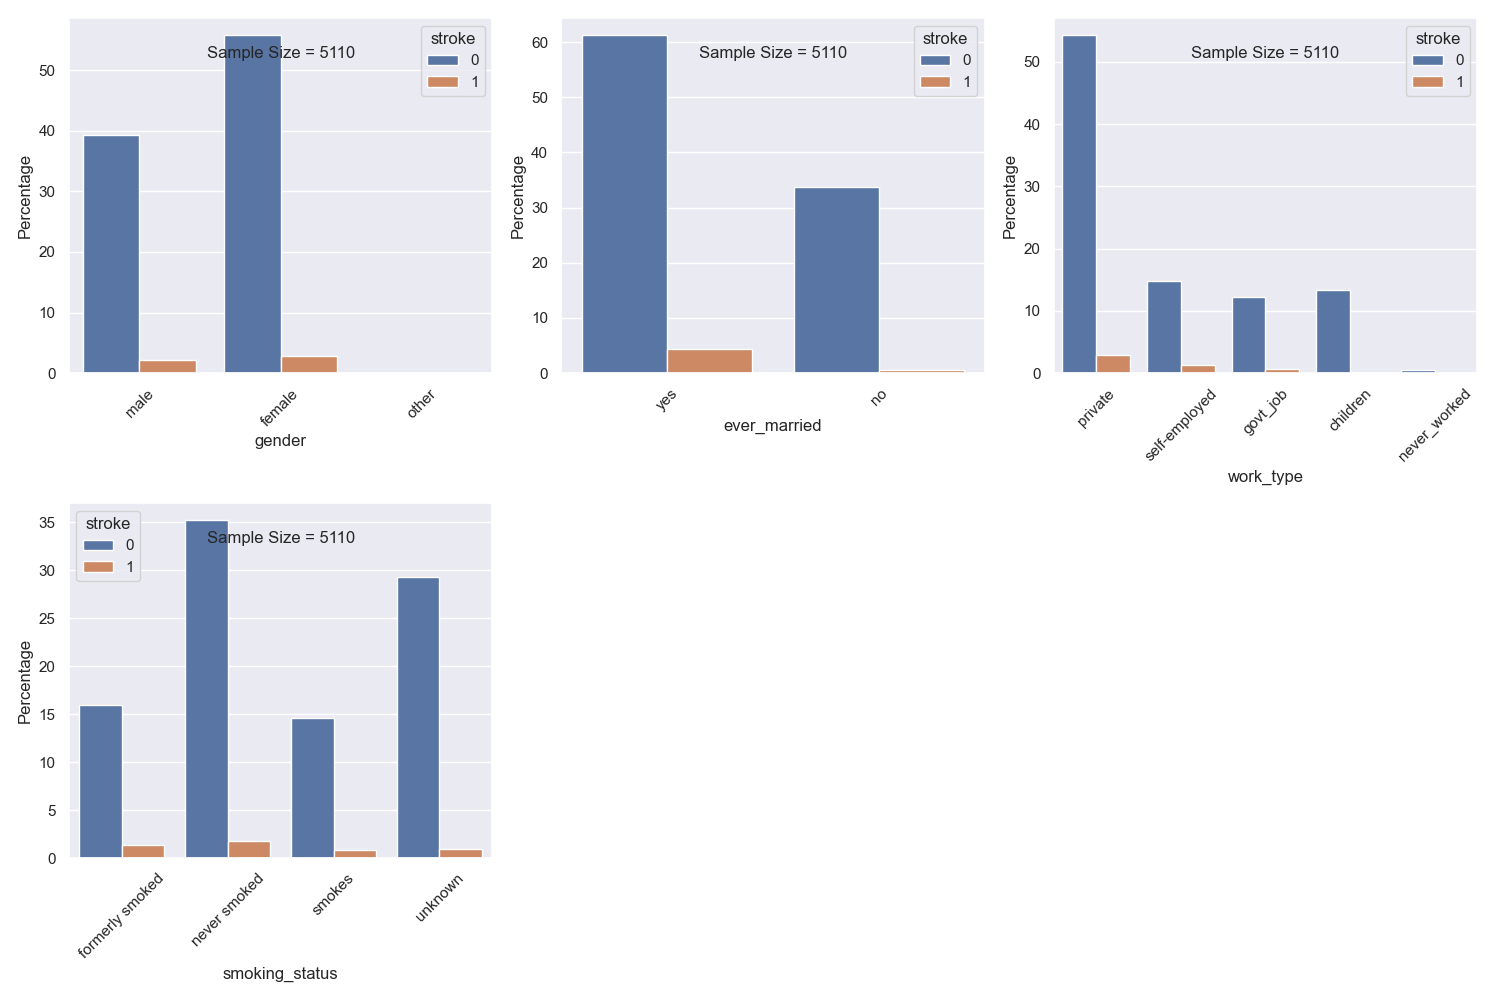 Sample Size = 5110
stroke
0
1
50
40
30
20
10
0
Percentage
male
female
other
gender
Sample Size = 5110
stroke
0
1
60
50
40
30
20
10
0
Percentage
yes
no
ever_married
Sample Size = 5110
stroke
0
1
50
40
30
20
10
0
Percentage
private
self-employed
govt_job
children
never_worked
work_type
stroke
0
1
Sample Size = 5110
35
30
25
20
15
10
5
0
Percentage
formerly smoked
never smoked
smokes
unknown
smoking_status